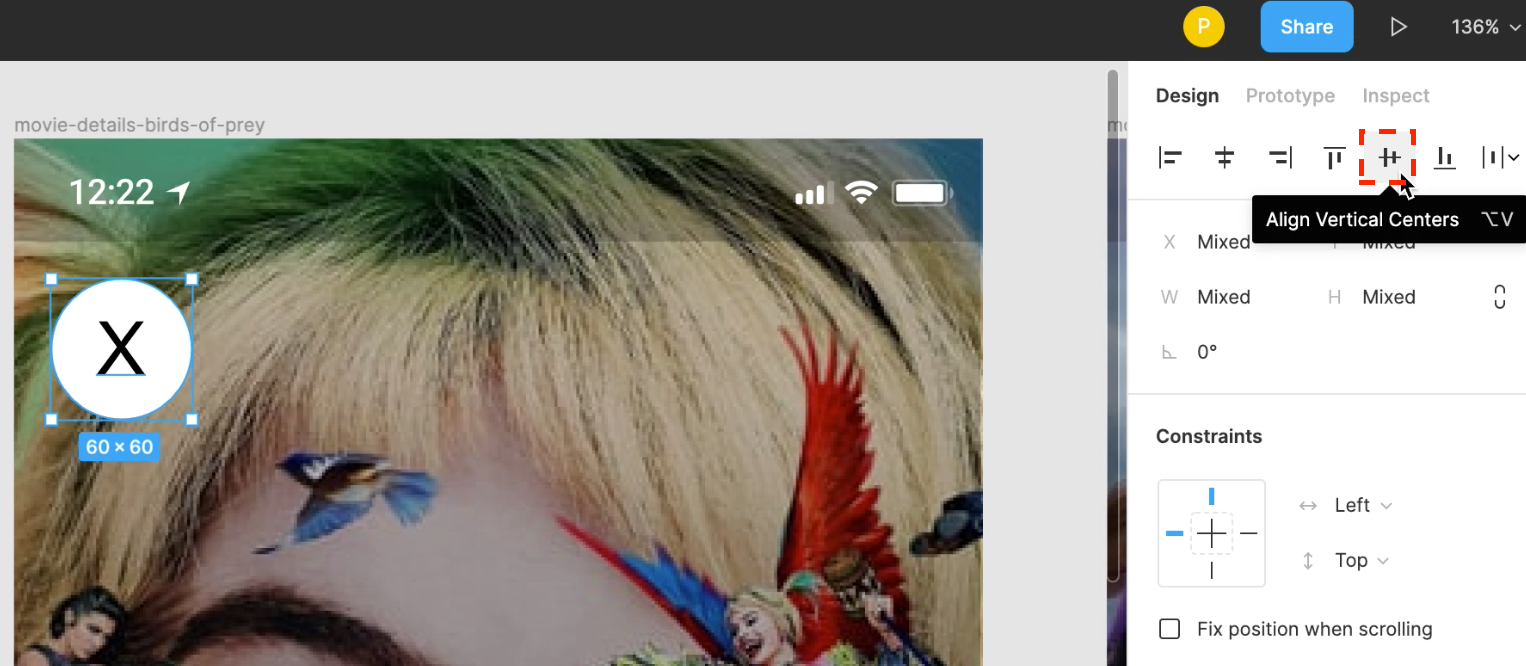 P
Share
136%
Design Prototype Inspect
movie-details-birds-of-prey
12:22
Align Vertical Centers ⌥V
X Mixed Mixed
W Mixed H Mixed
X
0°
60 × 60
Constraints
Left
Top
Fix position when scrolling